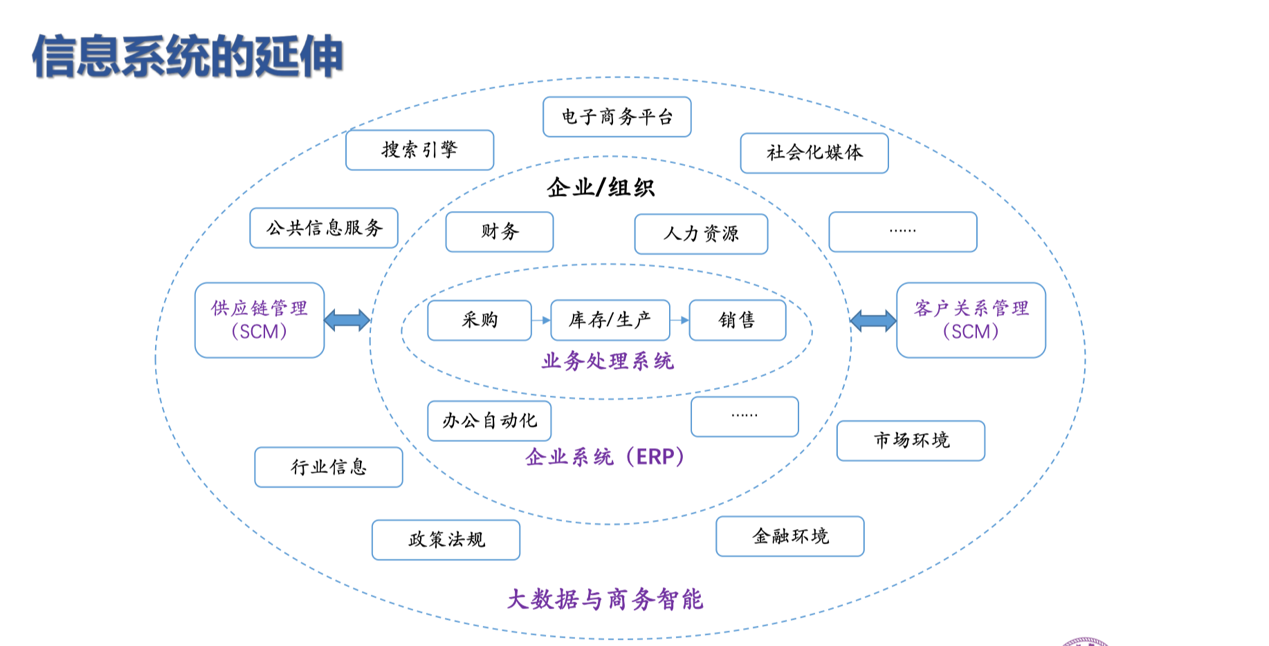 信息系统的延伸
电子商务平台
搜索引擎
社会化媒体
企业/组织
公共信息服务
财务
人力资源
……
供应链管理
（SCM）
采购
库存/生产
销售
客户关系管理
（SCM）
业务处理系统
办公自动化
……
市场环境
企业系统（ERP）
行业信息
政策法规
金融环境
大数据与商务智能